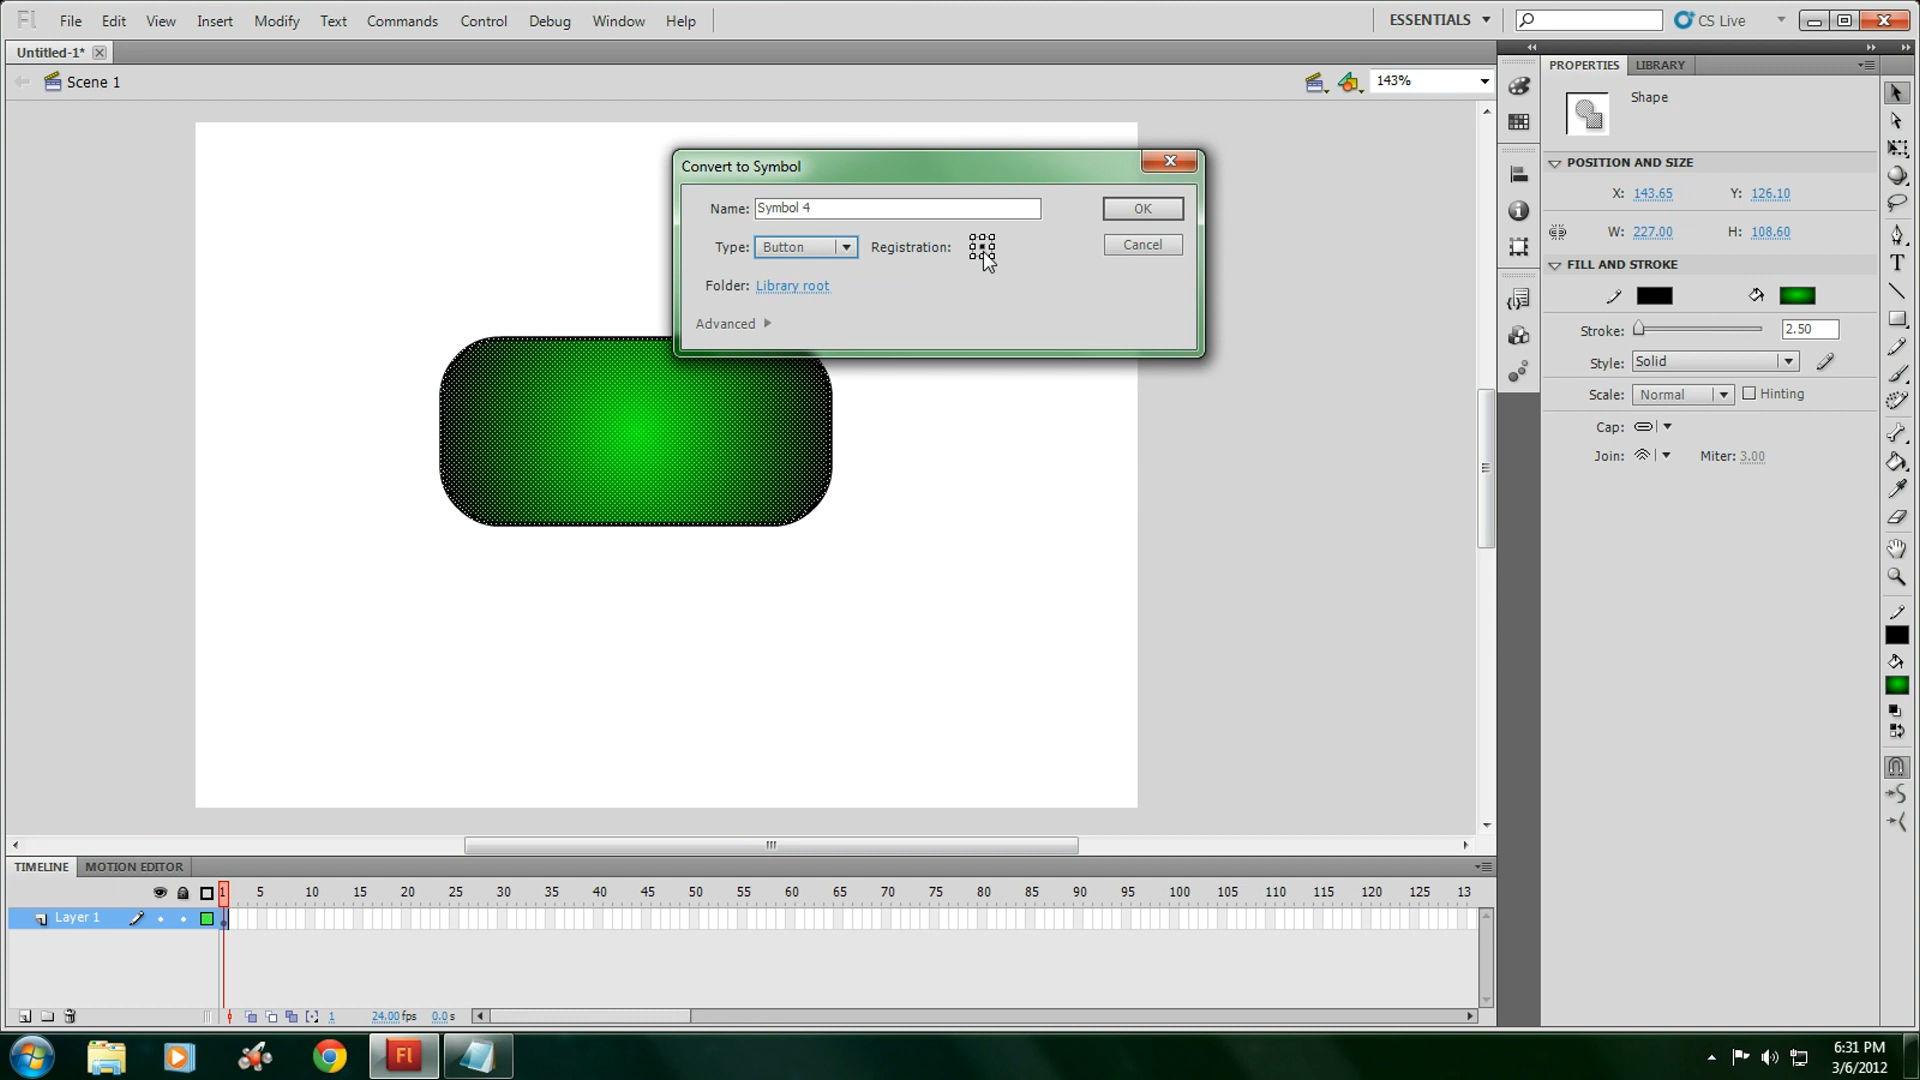 Fl File Edit View Insert Modify Text Commands Control Debug Window Help ESSENTIALS CS Live
Untitled-1*
Scene 1 143%
PROPERTIES LIBRARY
Shape
POSITION AND SIZE
X: 143.65 Y: 126.10
W: 227.00 H: 108.60
FILL AND STROKE
Stroke: 2.50
Style: Solid
Scale: Normal Hinting
Cap:
Join: Miter: 3.00
Convert to Symbol
Name: Symbol 4 OK
Type: Button Registration: Cancel
Folder: Library root
Advanced
TIMELINE MOTION EDITOR
1 5 10 15 20 25 30 35 40 45 50 55 60 65 70 75 80 85 90 95 100 105 110 115 120 125 13
Layer 1
1 24.00 fps 0.0 s
Fl
6:31 PM
3/6/2012